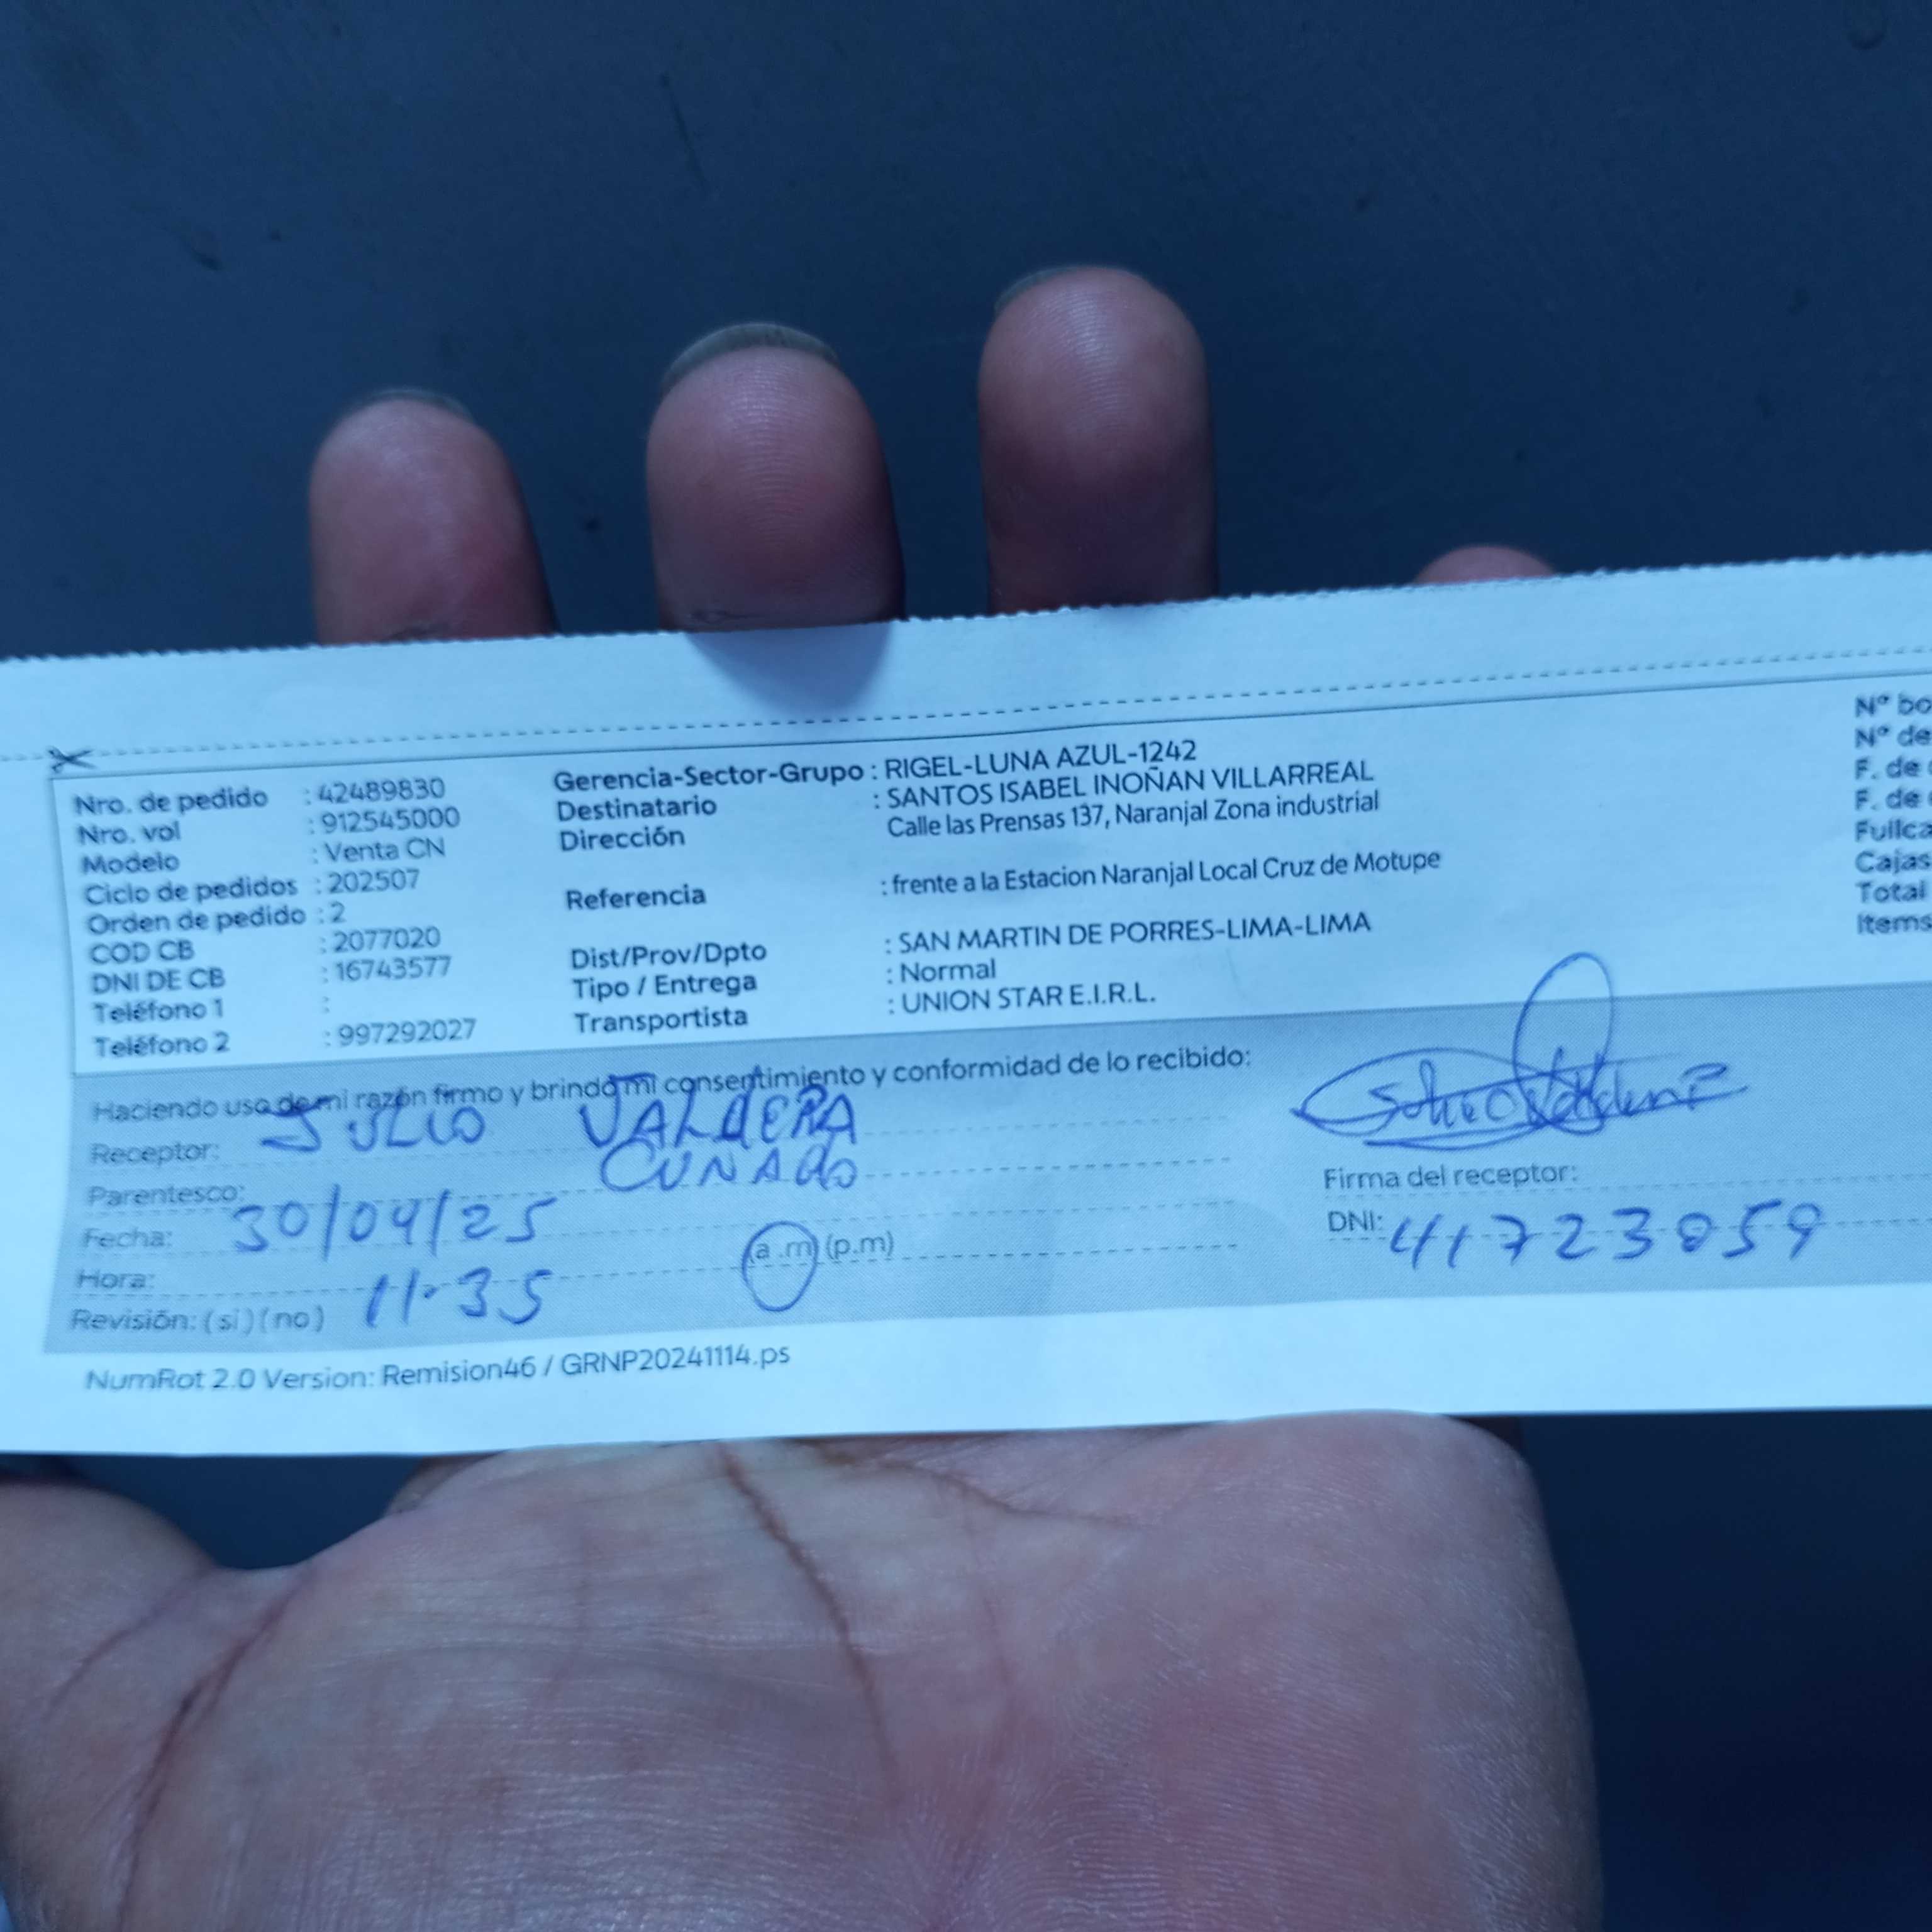 Nro. de pedido : 42489830
Nro. vol : 912545000
Modelo : Venta CN
Ciclo de pedidos : 202507
Orden de pedido : 2
COD CB : 2077020
DNI DE CB : 16743577
Teléfono 1 :
Teléfono 2 : 997292027
Gerencia-Sector-Grupo : RIGEL-LUNA AZUL-1242
Destinatario : SANTOS ISABEL INOÑAN VILLARREAL
Dirección Calle las Prensas 137, Naranjal Zona industrial
Referencia : frente a la Estacion Naranjal Local Cruz de Motupe
Dist/Prov/Dpto : SAN MARTIN DE PORRES-LIMA-LIMA
Tipo / Entrega : Normal
Transportista : UNION STAR E.I.R.L.
Nº bo
Nº de
F. de
F. de
Fullca
Cajas
Total
Items
Haciendo uso de mi razón firmo y brindo mi consentimiento y conformidad de lo recibido:
Receptor: JULIO VALdERA
Parentesco: CUNAdo
Fecha: 30/04/25
Hora: 11:35 (a.m) (p.m)
Revisión: (si) (no)
Firma del receptor:
DNI: 41723059
NumRot 2.0 Version: Remision46 / GRNP20241114.ps